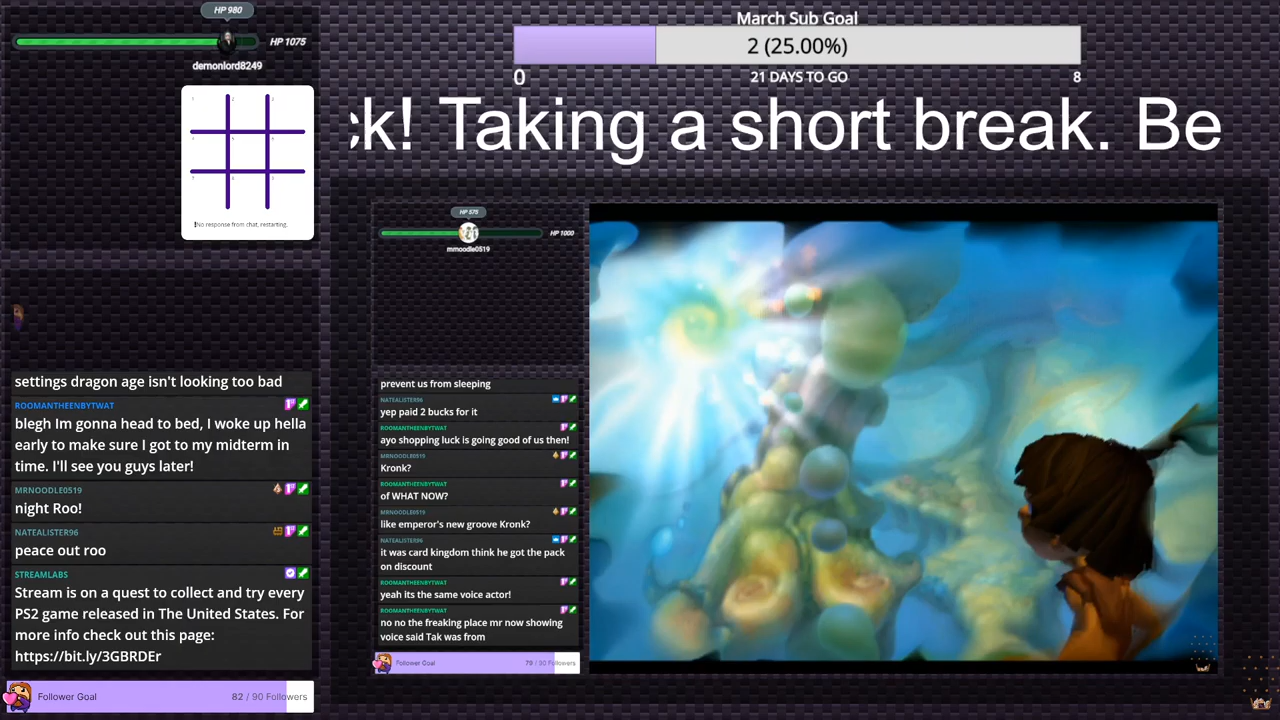 HP 980
HP 1075
demonlord8249
No response from chat, restarting.
settings dragon age isn't looking too bad
ROOMANTHEENBYTWAT
blegh Im gonna head to bed, I woke up hella
early to make sure I got to my midterm in
time. I'll see you guys later!
MRNOODLE0519
night Roo!
NATEALISTER96
peace out roo
STREAMLABS
Stream is on a quest to collect and try every
PS2 game released in The United States. For
more info check out this page:
https://bit.ly/3GBRDEr
Follower Goal
82 / 90 Followers
March Sub Goal
2 (25.00%)
0
21 DAYS TO GO
8
ck! Taking a short break. Be
HP 575
HP 1000
mrnoodle0519
prevent us from sleeping
NATEALISTER96
yep paid 2 bucks for it
ROOMANTHEENBYTWAT
ayo shopping luck is going good of us then!
MRNOODLE0519
Kronk?
ROOMANTHEENBYTWAT
of WHAT NOW?
MRNOODLE0519
like emperor's new groove Kronk?
NATEALISTER96
it was card kingdom think he got the pack
on discount
ROOMANTHEENBYTWAT
yeah its the same voice actor!
ROOMANTHEENBYTWAT
no no the freaking place mr now showing
voice said Tak was from
Follower Goal
79 / 90 Followers